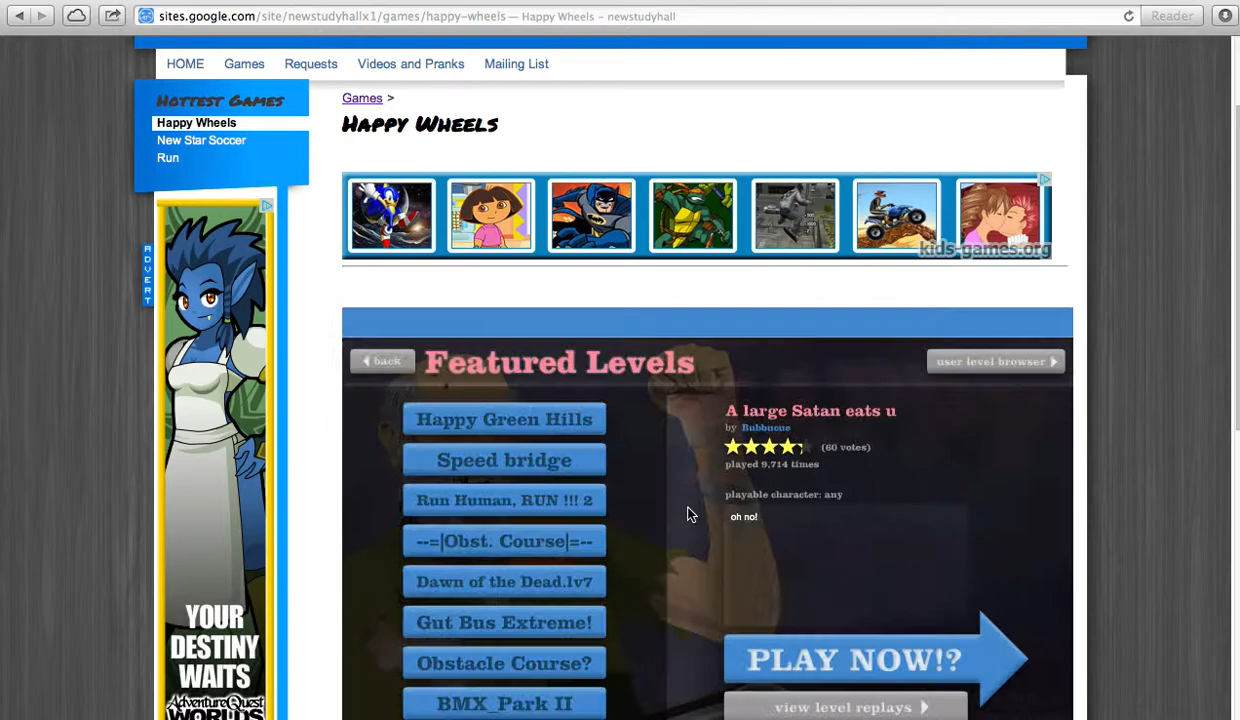 sites.google.com/site/newstudyhallx1/games/happy-wheels — Happy Wheels – newstudyhall
Reader
HOME Games Requests Videos and Pranks Mailing List
Hottest Games
Happy Wheels
New Star Soccer
Run
Games >
Happy Wheels
kids-games.org
ADVERT
back
Featured Levels
user level browser
Happy Green Hills
Speed bridge
Run Human, RUN !!! 2
--=|Obst. Course|=--
Dawn of the Dead.lv7
Gut Bus Extreme!
Obstacle Course?
BMX_Park II
A large Satan eats u
by Bubbucue
(60 votes)
played 9,714 times
playable character: any
oh no!
PLAY NOW!?
view level replays
YOUR
DESTINY
WAITS
AdventureQuest
WORLDS